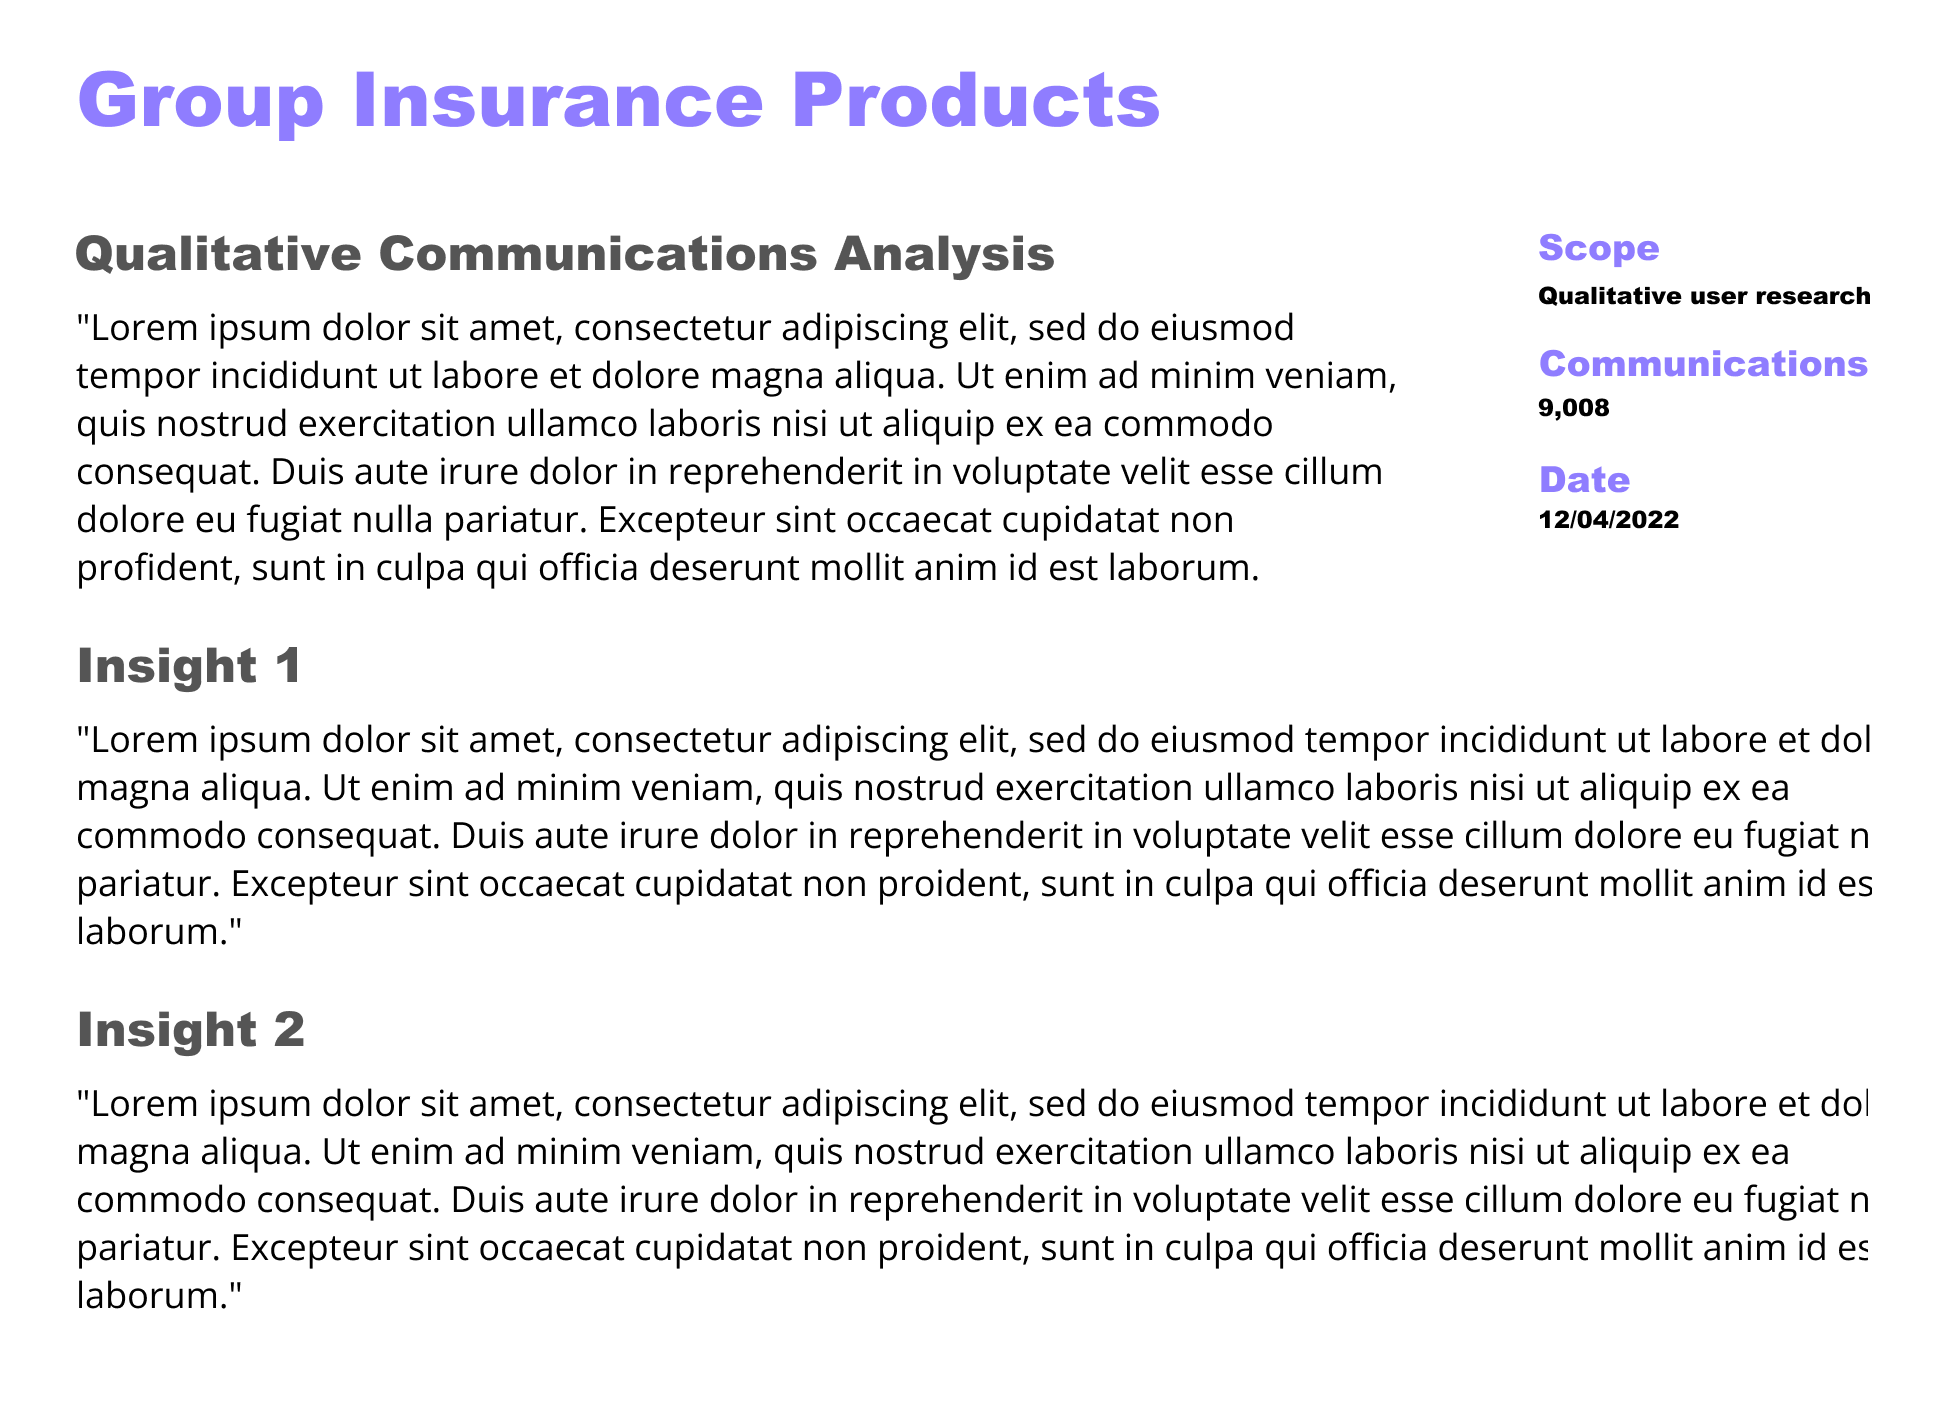 Group Insurance Products
Qualitative Communications Analysis
"Lorem ipsum dolor sit amet, consectetur adipiscing elit, sed do eiusmod
tempor incididunt ut labore et dolore magna aliqua. Ut enim ad minim veniam,
quis nostrud exercitation ullamco laboris nisi ut aliquip ex ea commodo
consequat. Duis aute irure dolor in reprehenderit in voluptate velit esse cillum
dolore eu fugiat nulla pariatur. Excepteur sint occaecat cupidatat non
profident, sunt in culpa qui officia deserunt mollit anim id est laborum.
Scope
Qualitative user research
Communications
9,008
Date
12/04/2022
Insight 1
"Lorem ipsum dolor sit amet, consectetur adipiscing elit, sed do eiusmod tempor incididunt ut labore et dol
magna aliqua. Ut enim ad minim veniam, quis nostrud exercitation ullamco laboris nisi ut aliquip ex ea
commodo consequat. Duis aute irure dolor in reprehenderit in voluptate velit esse cillum dolore eu fugiat n
pariatur. Excepteur sint occaecat cupidatat non proident, sunt in culpa qui officia deserunt mollit anim id es
laborum."
Insight 2
"Lorem ipsum dolor sit amet, consectetur adipiscing elit, sed do eiusmod tempor incididunt ut labore et dol
magna aliqua. Ut enim ad minim veniam, quis nostrud exercitation ullamco laboris nisi ut aliquip ex ea
commodo consequat. Duis aute irure dolor in reprehenderit in voluptate velit esse cillum dolore eu fugiat n
pariatur. Excepteur sint occaecat cupidatat non proident, sunt in culpa qui officia deserunt mollit anim id es
laborum."